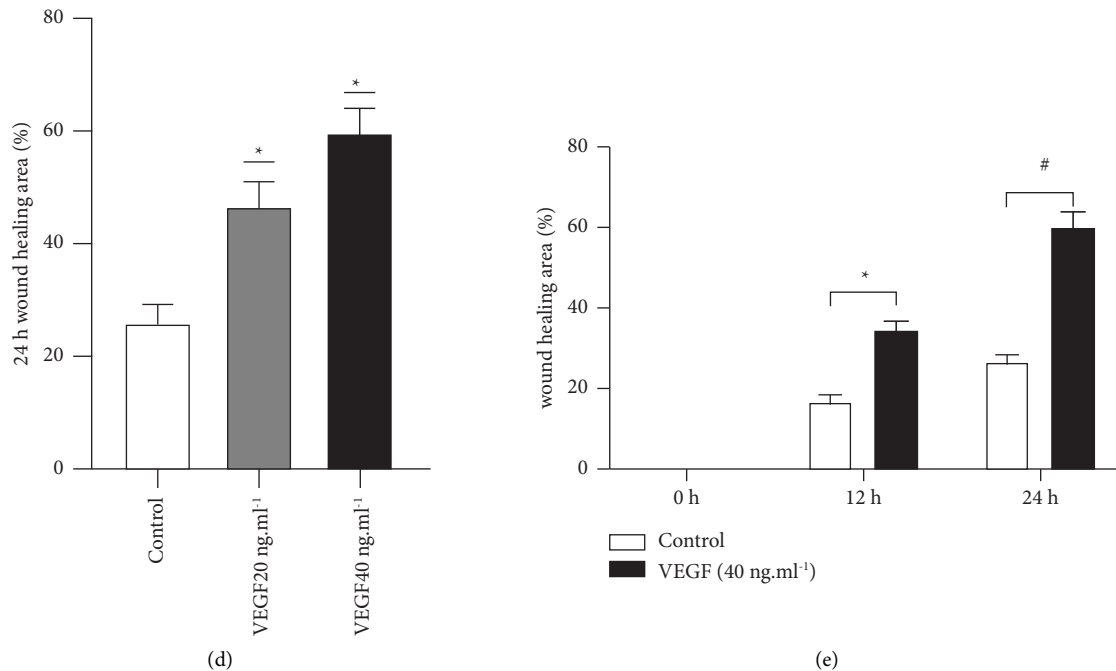 80
60
40
20
0
24 h wound healing area (%)
*
*
Control
VEGF20 ng.ml⁻¹
VEGF40 ng.ml⁻¹
(d)
80
60
40
20
0
wound healing area (%)
*
#
0 h
12 h
24 h
Control
VEGF (40 ng.ml⁻¹)
(e)